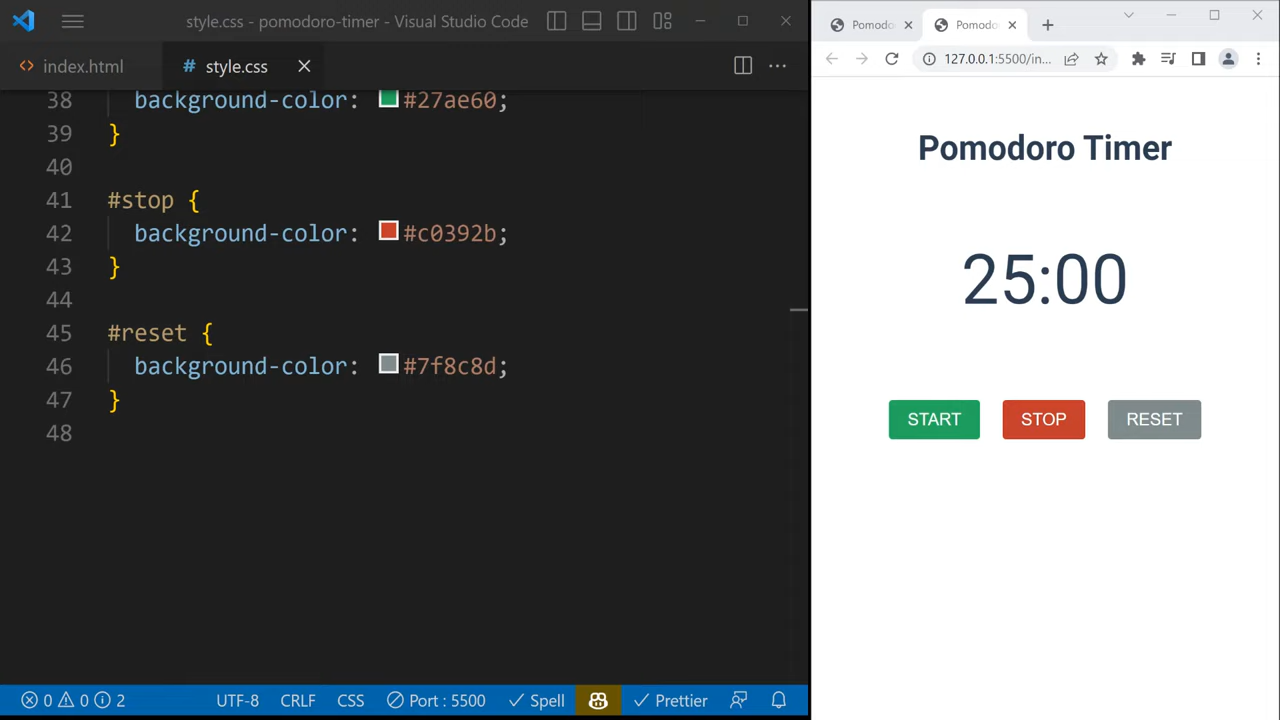 style.css - pomodoro-timer - Visual Studio Code
index.html
# style.css
38 background-color: #27ae60;
39 }
40
41 #stop {
42 background-color: #c0392b;
43 }
44
45 #reset {
46 background-color: #7f8c8d;
47 }
48
0 0 2 UTF-8 CRLF CSS Port : 5500 Spell Prettier
Pomodo Pomodo
127.0.0.1:5500/in...
Pomodoro Timer
25:00
START STOP RESET